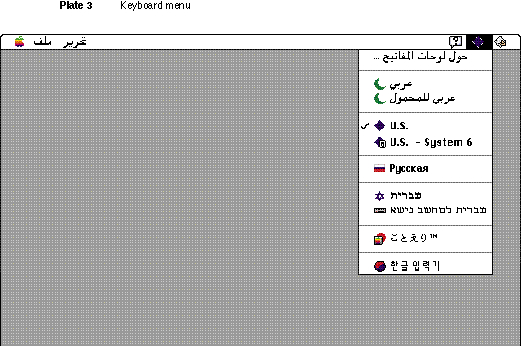 Plate 3 Keyboard menu
ملف تحرير
حول لوحات المفاتيح ...
عربي
عربي للمحمول
U.S.
U.S. - System 6
Русская
עברית
עברית למחשב נישא
ことえり™
한글 입력기